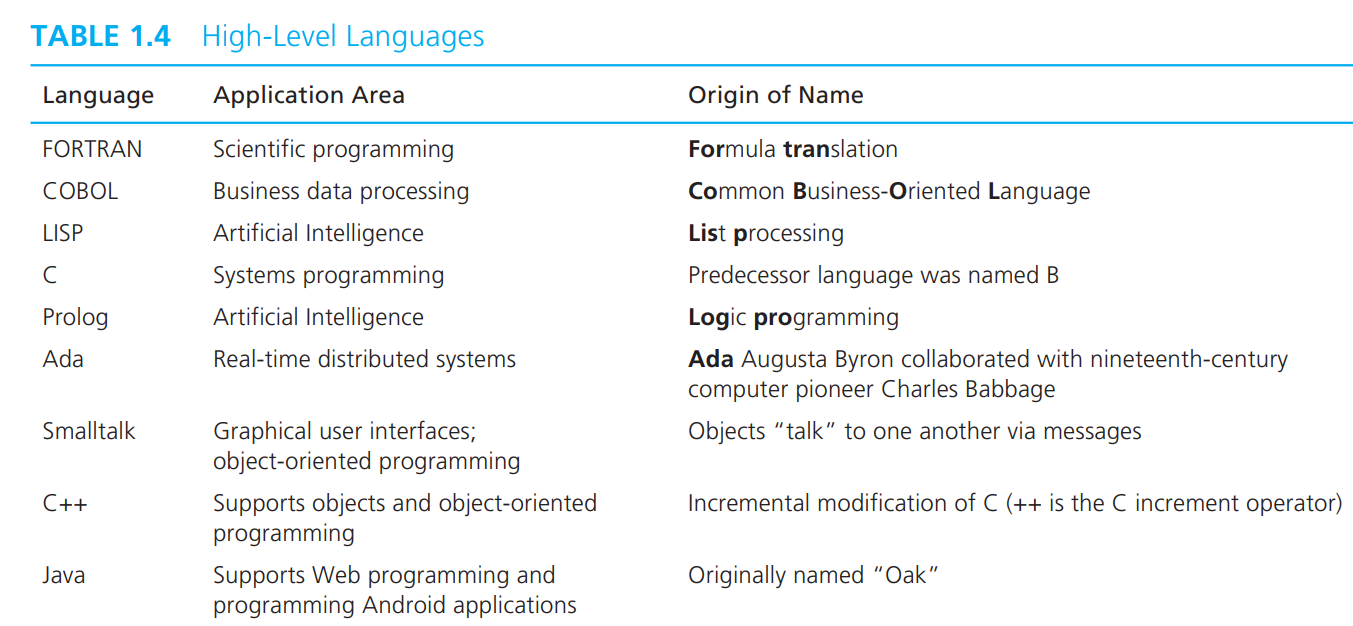 TABLE 1.4 High-Level Languages
Language Application Area Origin of Name
FORTRAN Scientific programming Formula translation
COBOL Business data processing Common Business-Oriented Language
LISP Artificial Intelligence List processing
C Systems programming Predecessor language was named B
Prolog Artificial Intelligence Logic programming
Ada Real-time distributed systems Ada Augusta Byron collaborated with nineteenth-century
computer pioneer Charles Babbage
Smalltalk Graphical user interfaces; Objects “talk” to one another via messages
object-oriented programming
C++ Supports objects and object-oriented Incremental modification of C (++ is the C increment operator)
programming
Java Supports Web programming and Originally named “Oak”
programming Android applications